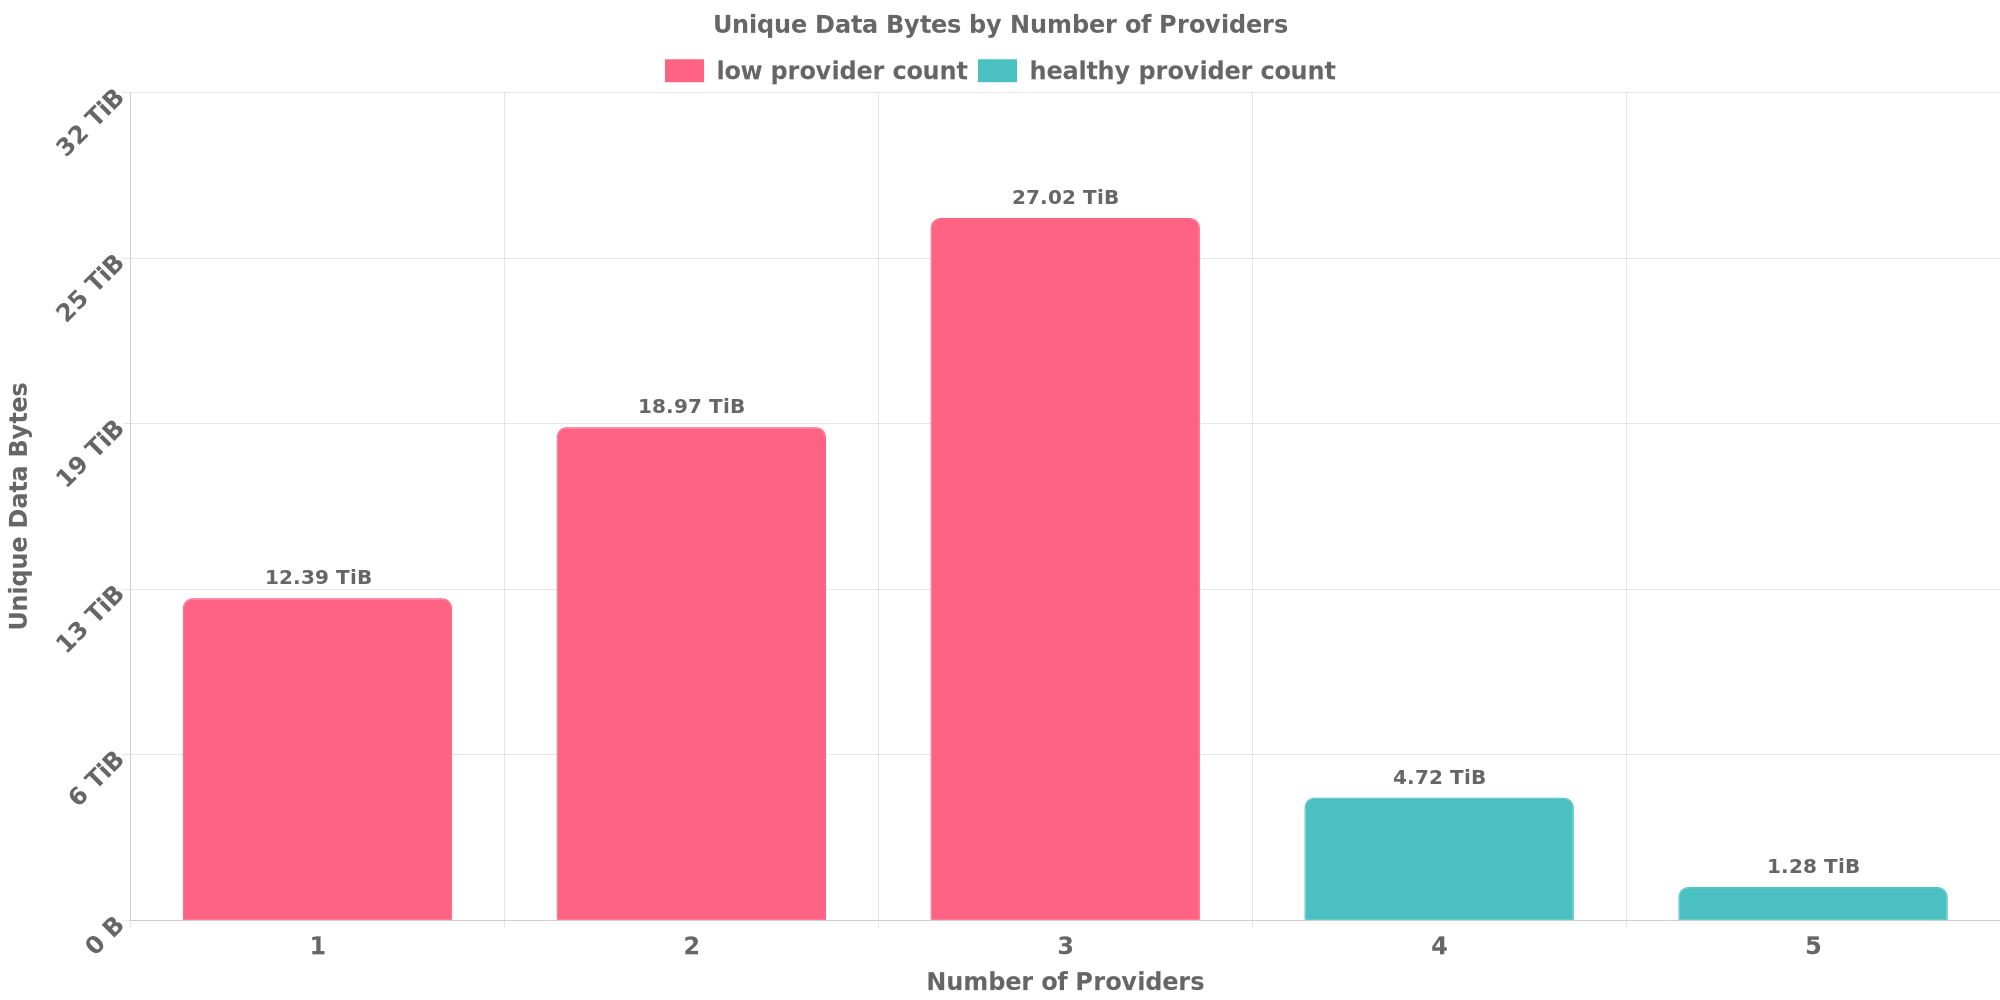 Unique Data Bytes by Number of Providers
low provider count healthy provider count
32 TiB
25 TiB
19 TiB
13 TiB
6 TiB
0 B
Unique Data Bytes
12.39 TiB
18.97 TiB
27.02 TiB
4.72 TiB
1.28 TiB
1 2 3 4 5
Number of Providers